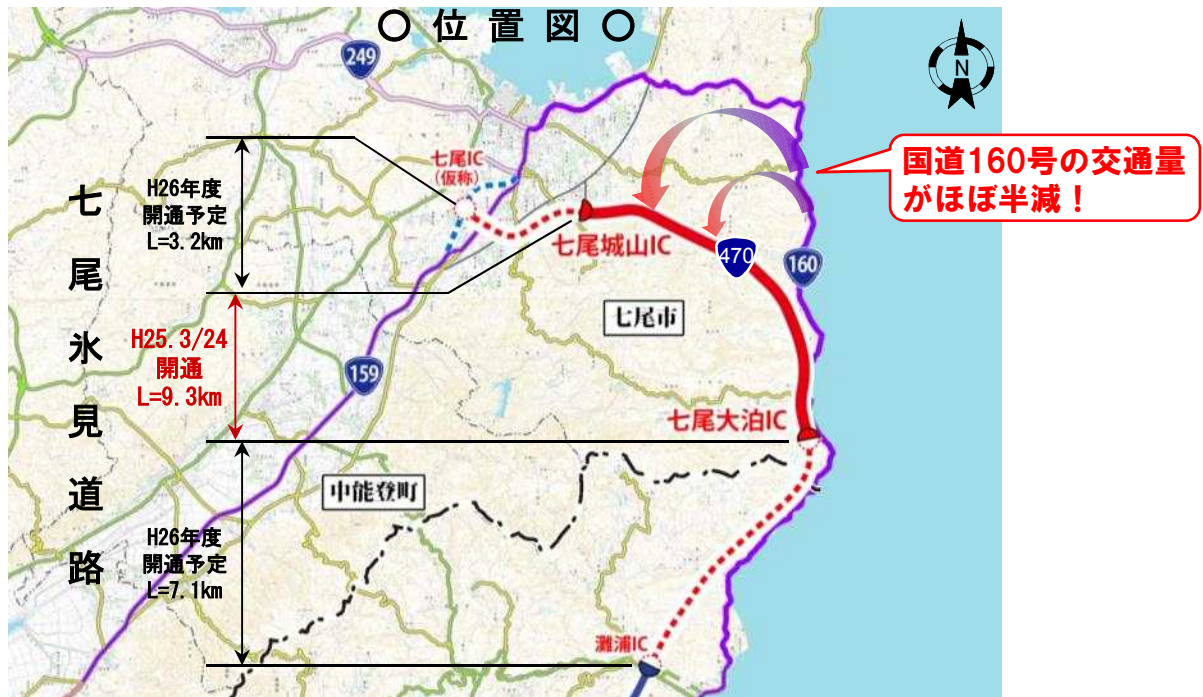 ○ 位 置 図 ○
249
N
国道160号の交通量
がほぼ半減！
七尾IC
(仮称)
七尾氷見道路
H26年度
開通予定
L=3.2km
七尾城山IC
470
160
七尾市
H25.3/24
開通
L=9.3km
159
七尾大泊IC
中能登町
H26年度
開通予定
L=7.1km
灘浦IC